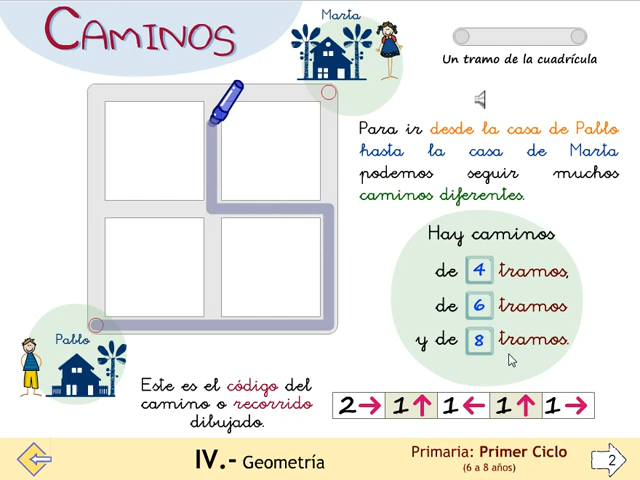 CAMINOS
Marta
Un tramo de la cuadrícula
Para ir desde la casa de Pablo
hasta la casa de Marta
podemos seguir muchos
caminos diferentes.
Hay caminos
de 4 tramos,
de 6 tramos
y de 8 tramos.
Pablo
Este es el código del
camino o recorrido
dibujado.
2→ 1↑ 1← 1↑ 1→
IV.- Geometría
Primaria: Primer Ciclo
(6 a 8 años)
2